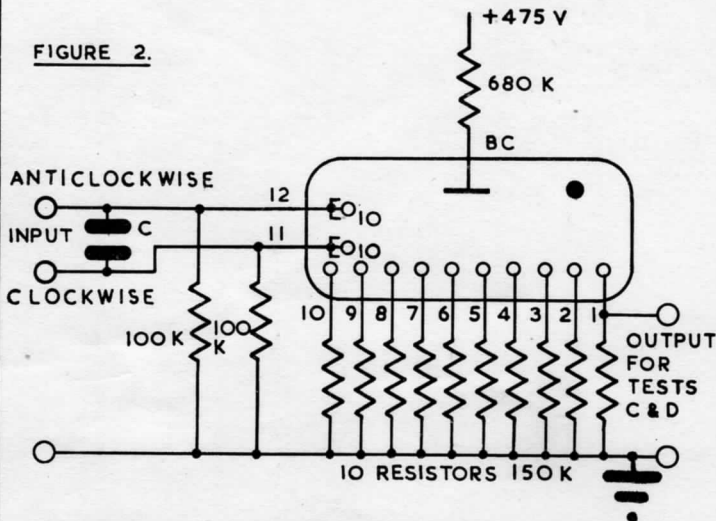 +475 V
FIGURE 2.
680 K
BC
ANTICLOCKWISE
12
10
INPUT
C
11
10
CLOCKWISE
10 9 8 7 6 5 4 3 2 1
100K
100
K
OUTPUT
FOR
TESTS
C & D
10 RESISTORS 150 K